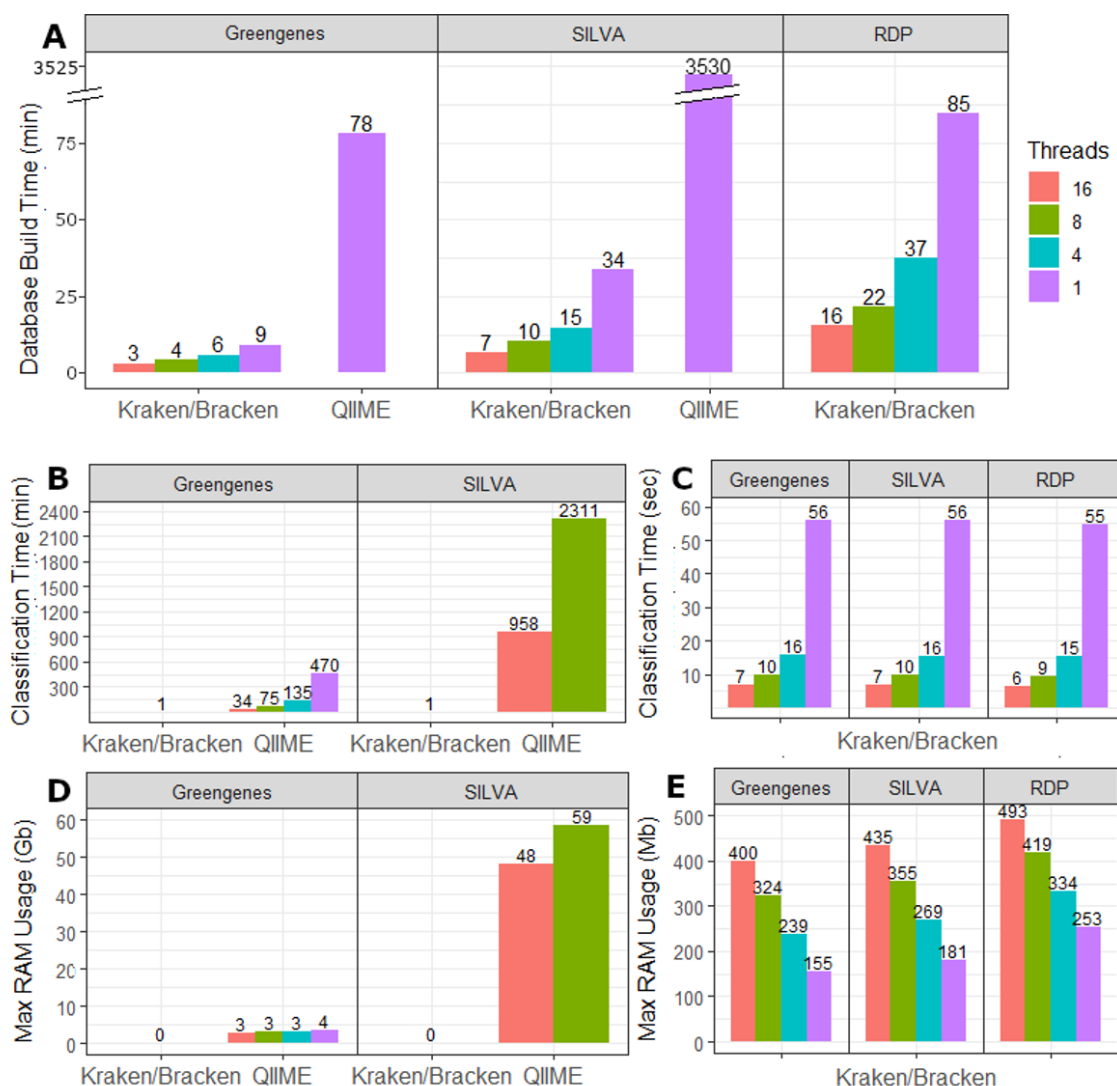 A
Greengenes
SILVA
RDP
3525
75
50
25
0
Database Build Time (min)
3
4
6
9
78
7
10
15
34
3530
16
22
37
85
Kraken/Bracken
QIIME
Kraken/Bracken
QIIME
Kraken/Bracken
Threads
16
8
4
1
B
Greengenes
SILVA
2400
2100
1800
1500
1200
900
600
300
Classification Time (min)
1
34
75
135
470
1
958
2311
Kraken/Bracken
QIIME
Kraken/Bracken
QIIME
C
Greengenes
SILVA
RDP
60
50
40
30
20
10
Classification Time (sec)
7
10
16
56
7
10
16
56
6
9
15
55
Kraken/Bracken
D
Greengenes
SILVA
60
50
40
30
20
10
0
Max RAM Usage (Gb)
0
3
3
3
4
0
48
59
Kraken/Bracken
QIIME
Kraken/Bracken
QIIME
E
Greengenes
SILVA
RDP
500
400
300
200
100
0
Max RAM Usage (Mb)
400
324
239
155
435
355
269
181
493
419
334
253
Kraken/Bracken